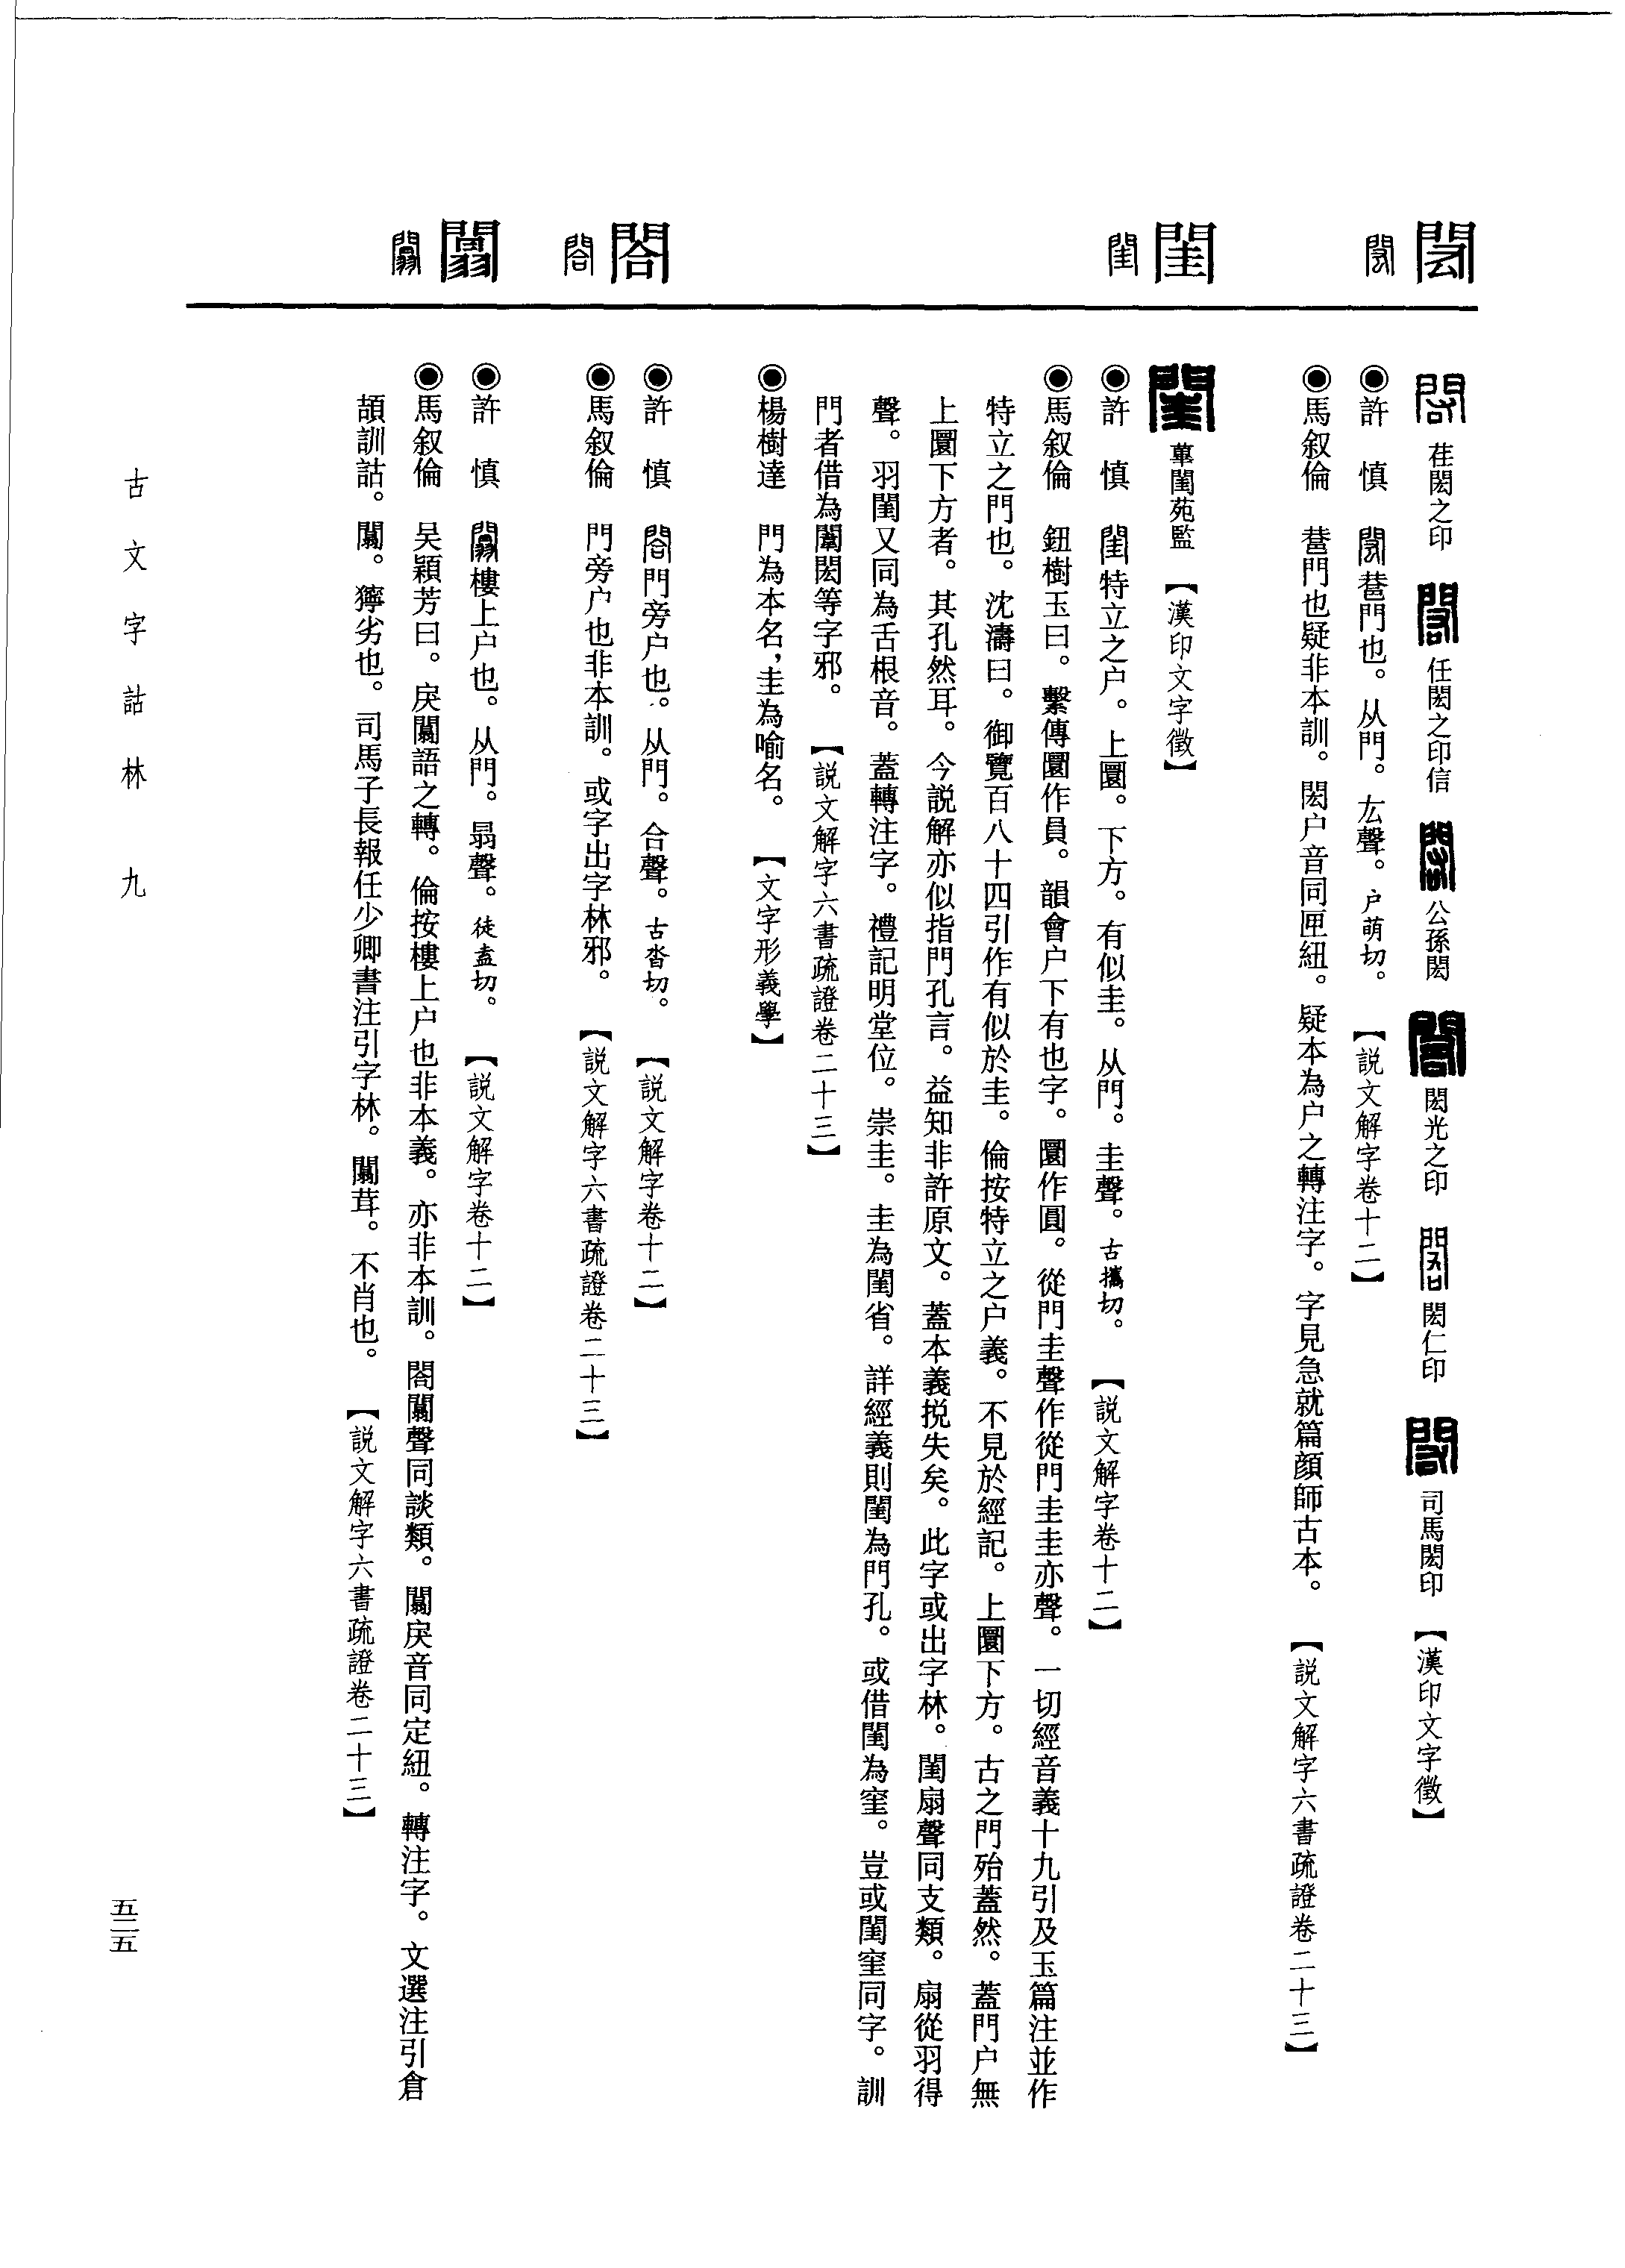 閎
荏閎之印　任閎之印信　公孫閎　閎光之印　閎仁印　司馬閎印　【漢印文字徵】
◉許　慎　閎巷門也。从門。厷聲。户萌切。　【説文解字卷十二】
◉馬叙倫　巷門也疑非本訓。閎户音同匣紐。疑本為户之轉注字。字見急就篇顔師古本。　【説文解字六書疏證卷二十三】
閨
閨苑監　【漢印文字徵】
◉許　慎　閨特立之户。上圜。下方。有似圭。从門。圭聲。古攜切。　【説文解字卷十二】
◉馬叙倫　鈕樹玉曰。繫傳圜作員。韻會户下有也字。圜作圓。從門圭聲作從門圭圭亦聲。一切經音義十九引及玉篇注並作
特立之門也。沈濤曰。御覽百八十四引作有似於圭。倫按特立之户義。不見於經記。上圜下方。古之門殆蓋然。蓋門户無
上圜下方者。其孔然耳。今説解亦似指門孔言。益知非許原文。蓋本義挩失矣。此字或出字林。閨扇聲同支類。扇從羽得
聲。羽閨又同為舌根音。蓋轉注字。禮記明堂位。崇圭。圭為閨省。詳經義則閨為門孔。或借閨為窐。豈或閨窐同字。訓
門者借為闈閎等字邪。　【説文解字六書疏證卷二十三】
◉楊樹達　門為本名，圭為喻名。　【文字形義學】
閤
◉許　慎　閤門旁户也。从門。合聲。古沓切。　【説文解字卷十二】
◉馬叙倫　門旁户也非本訓。或字出字林邪。　【説文解字六書疏證卷二十三】
闒
◉許　慎　闒樓上户也。从門。𦐇聲。徒盍切。　【説文解字卷十二】
◉馬叙倫　吴穎芳曰。戾闒語之轉。倫按樓上户也非本義。亦非本訓。閤闒聲同談類。闒戾音同定紐。轉注字。文選注引倉
頡訓詁。闒。獰劣也。司馬子長報任少卿書注引字林。闒茸。不肖也。　【説文解字六書疏證卷二十三】
古文字詁林　九
五二五